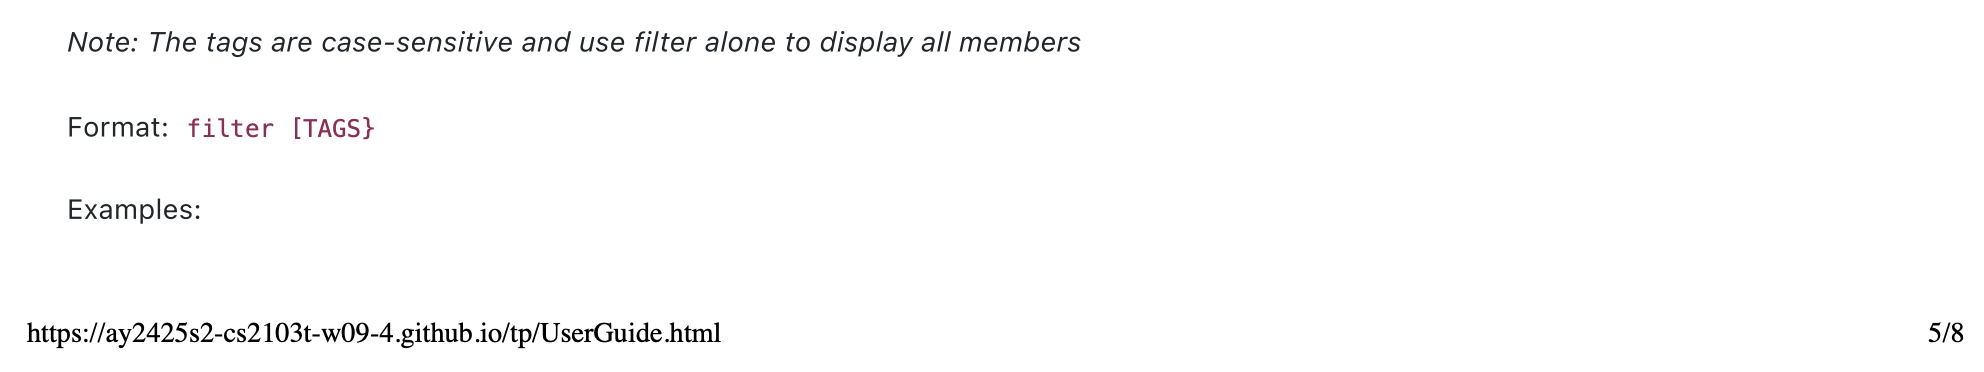 Note: The tags are case-sensitive and use filter alone to display all members
Format: filter [TAGS}
Examples:
https://ay2425s2-cs2103t-w09-4.github.io/tp/UserGuide.html 5/8